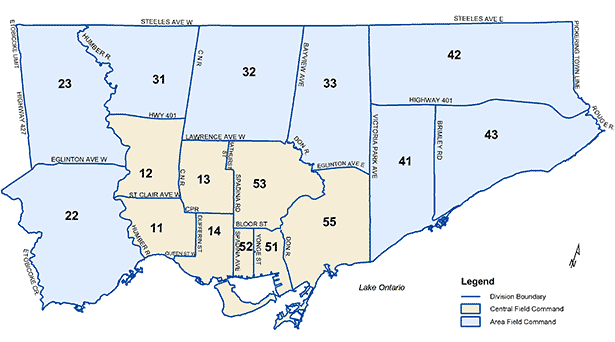 STEELES AVE W
STEELES AVE E
ETOBICOKE LIMIT
HUMBER R.
C N R
BAYVIEW AVE
PICKERING TOWN LINE
23
31
32
33
42
HIGHWAY 427
HWY 401
HIGHWAY 401
ROUGE R.
LAWRENCE AVE W
BATHURST ST
DON R
VICTORIA PARK AVE
BRIMLEY RD
43
EGLINTON AVE W
EGLINTON AVE E
12
C N R
13
SPADINA RD
53
41
ST CLAIR AVE W
22
CPR
BLOOR ST
55
11
HUMBER R
DUFFERIN ST
14
SPADINA AVE
52
YONGE ST
51
DON R
QUEEN ST W
ETOBICOKE CR
Lake Ontario
Legend
Division Boundary
Central Field Command
Area Field Command